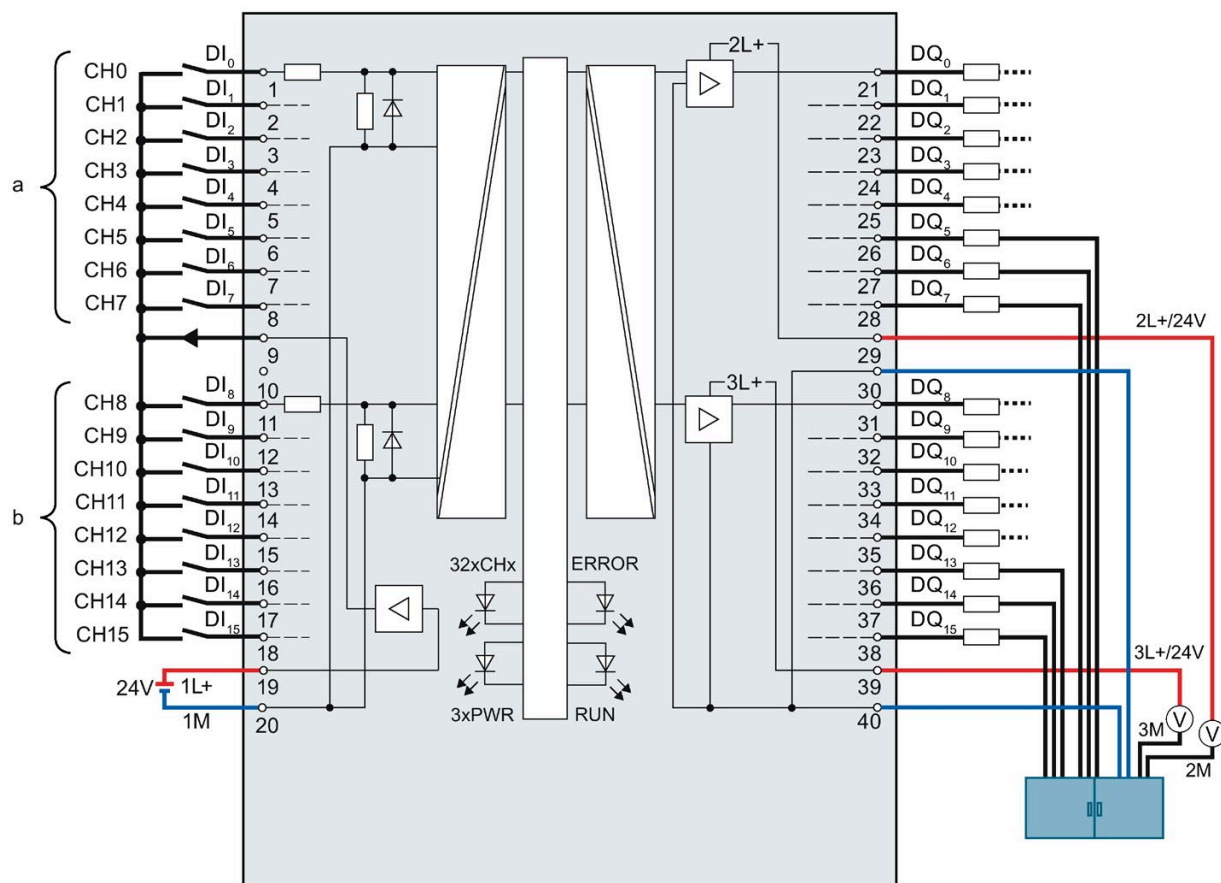 a
CH0
CH1
CH2
CH3
CH4
CH5
CH6
CH7
b
CH8
CH9
CH10
CH11
CH12
CH13
CH14
CH15
DI0
DI1
DI2
DI3
DI4
DI5
DI6
DI7
DI8
DI9
DI10
DI11
DI12
DI13
DI14
DI15
24V
1L+
1M
1
2
3
4
5
6
7
8
9
10
11
12
13
14
15
16
17
18
19
20
32xCHx
ERROR
3xPWR
RUN
2L+
3L+
21
22
23
24
25
26
27
28
29
30
31
32
33
34
35
36
37
38
39
40
DQ0
DQ1
DQ2
DQ3
DQ4
DQ5
DQ6
DQ7
DQ8
DQ9
DQ10
DQ11
DQ12
DQ13
DQ14
DQ15
2L+/24V
3L+/24V
V
V
3M
2M